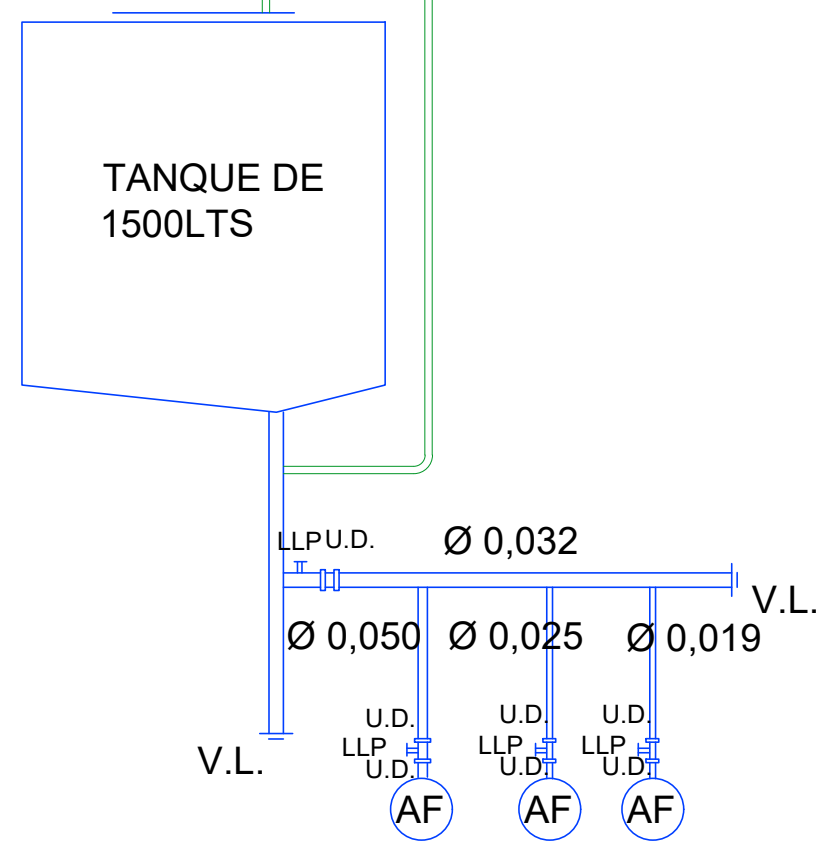 TANQUE DE
1500LTS
LLP U.D.
Ø 0,032
V.L.
Ø 0,050
Ø 0,025
Ø 0,019
U.D.
U.D.
U.D.
LLP
LLP
LLP
U.D.
U.D.
U.D.
V.L.
AF
AF
AF